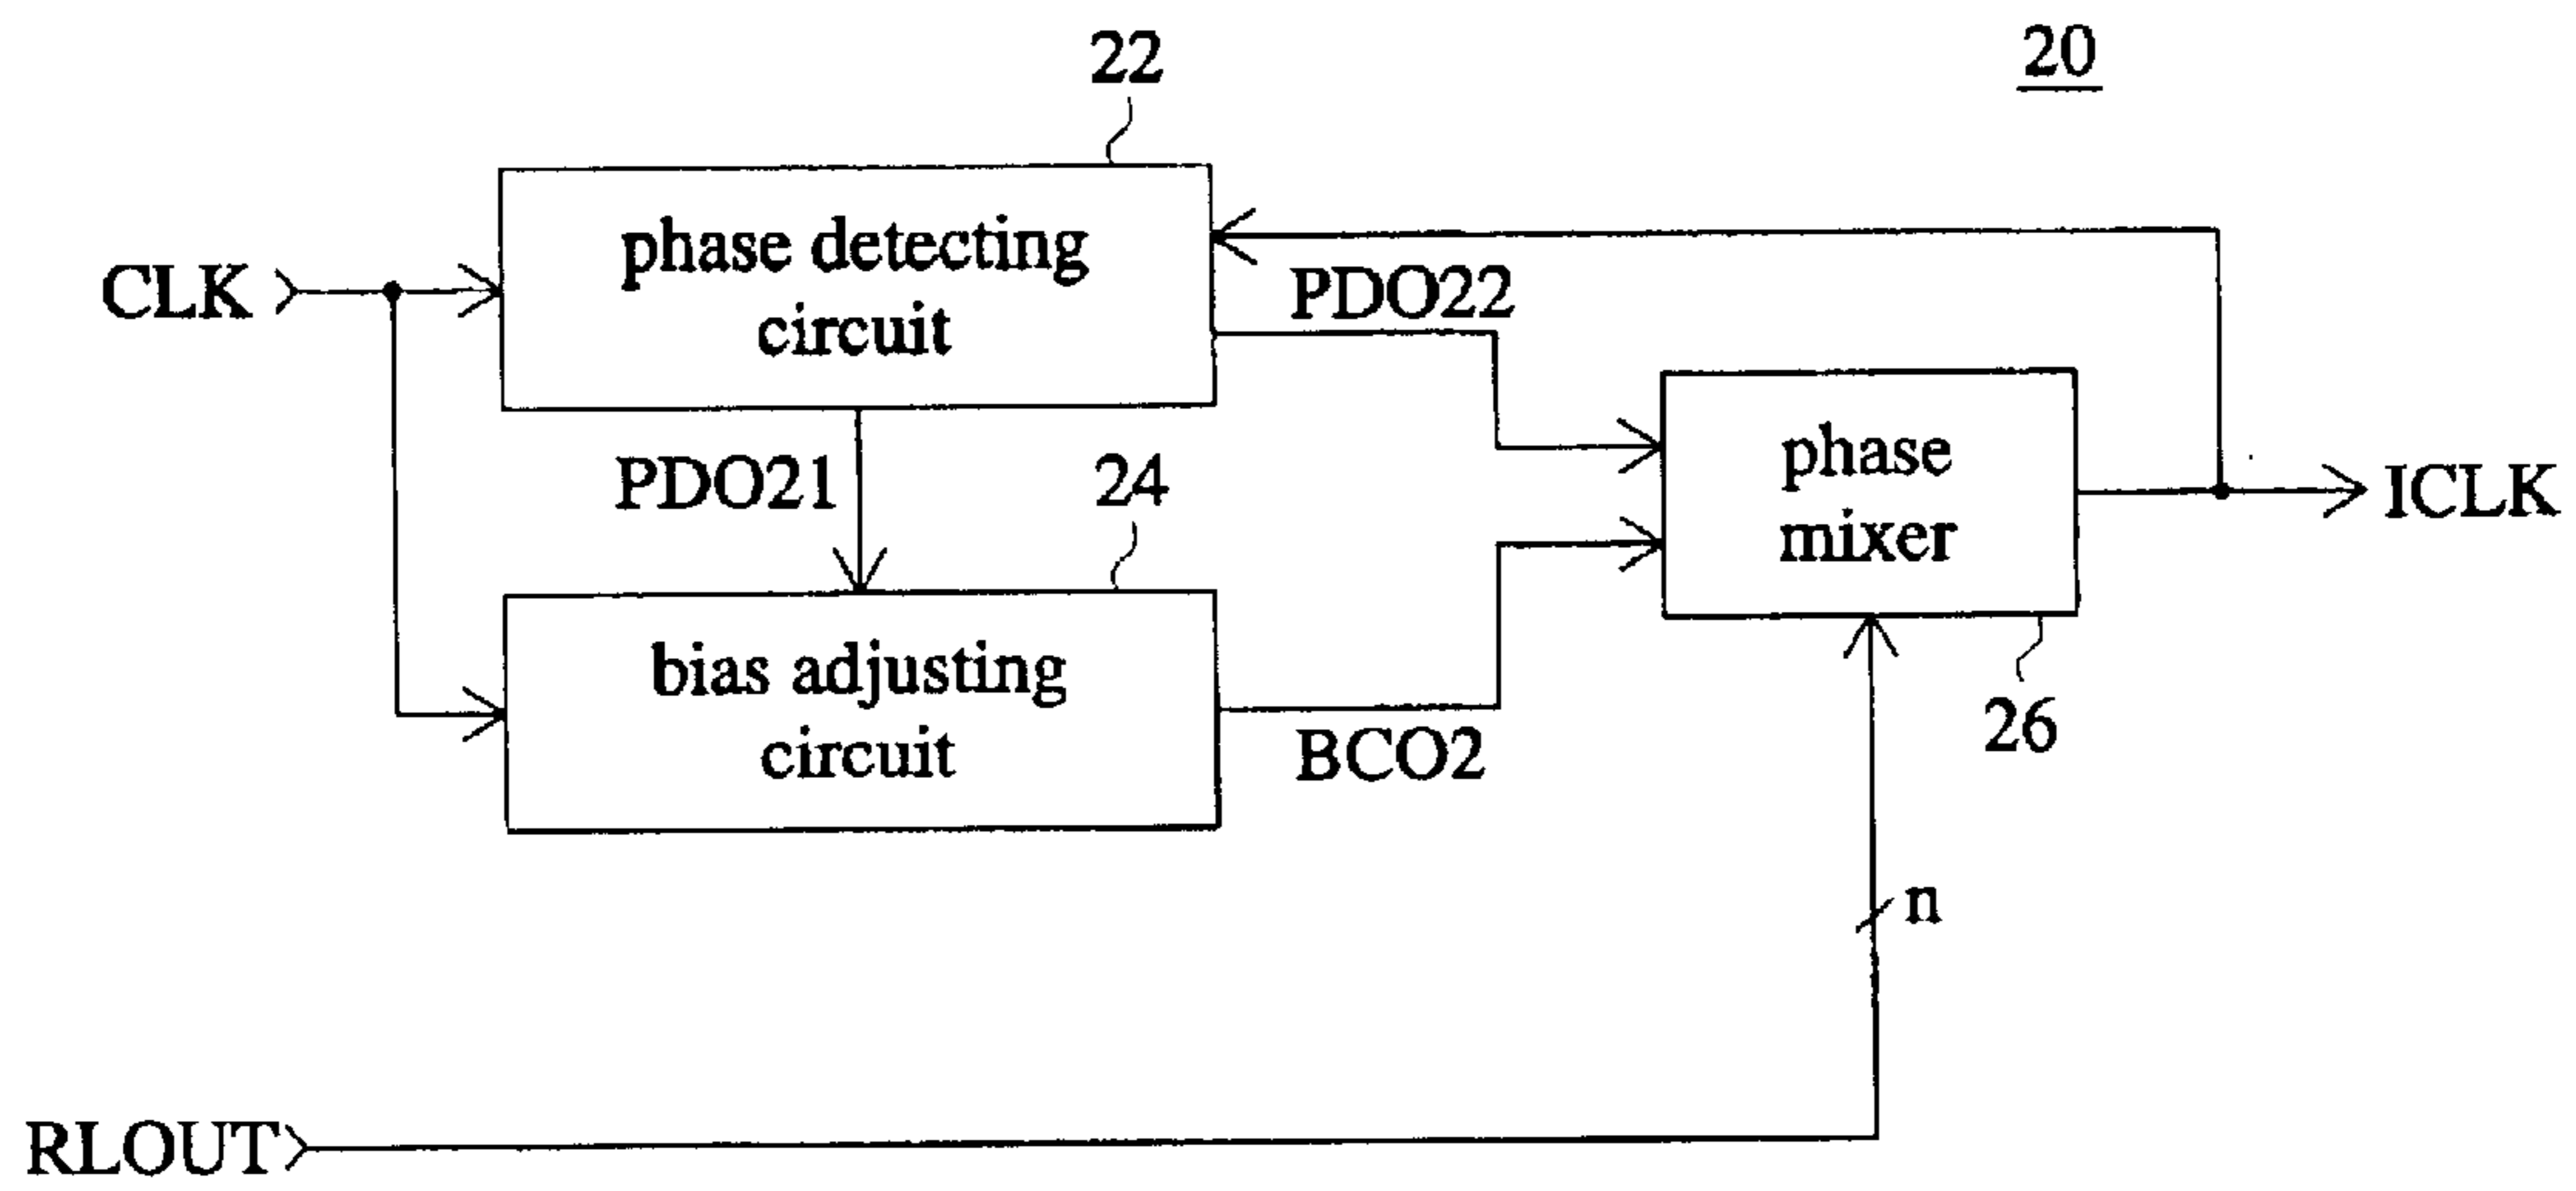 20
22
phase detecting
circuit
CLK
PDO22
phase
mixer
ICLK
PDO21
24
bias adjusting
circuit
BCO2
26
n
RLOUT